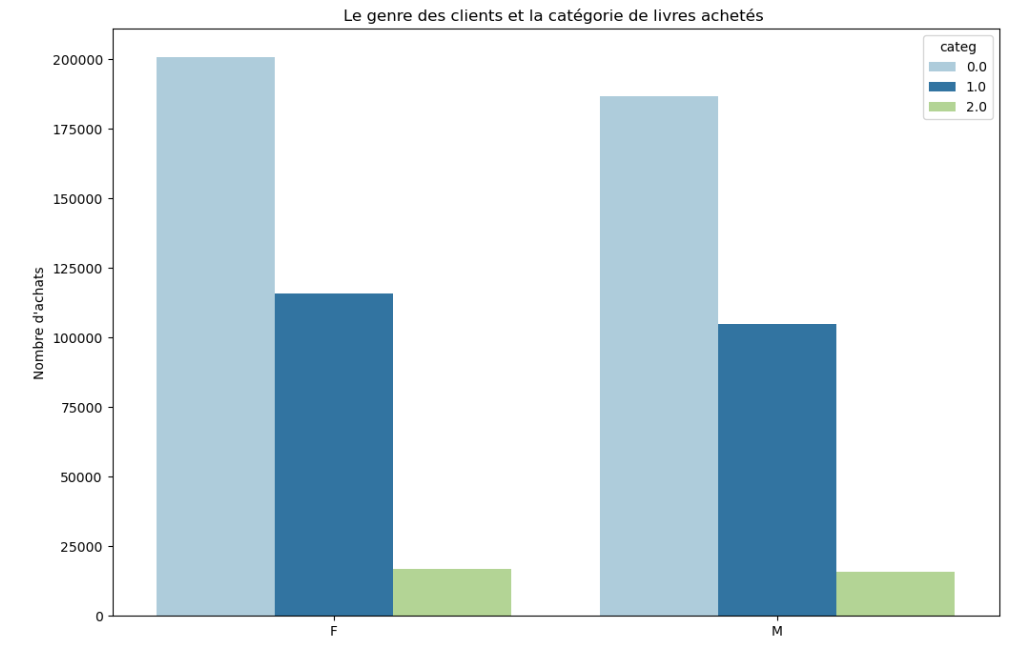 Le genre des clients et la catégorie de livres achetés
categ
0.0
1.0
2.0
Nombre d'achats
200000
175000
150000
125000
100000
75000
50000
25000
0
F
M